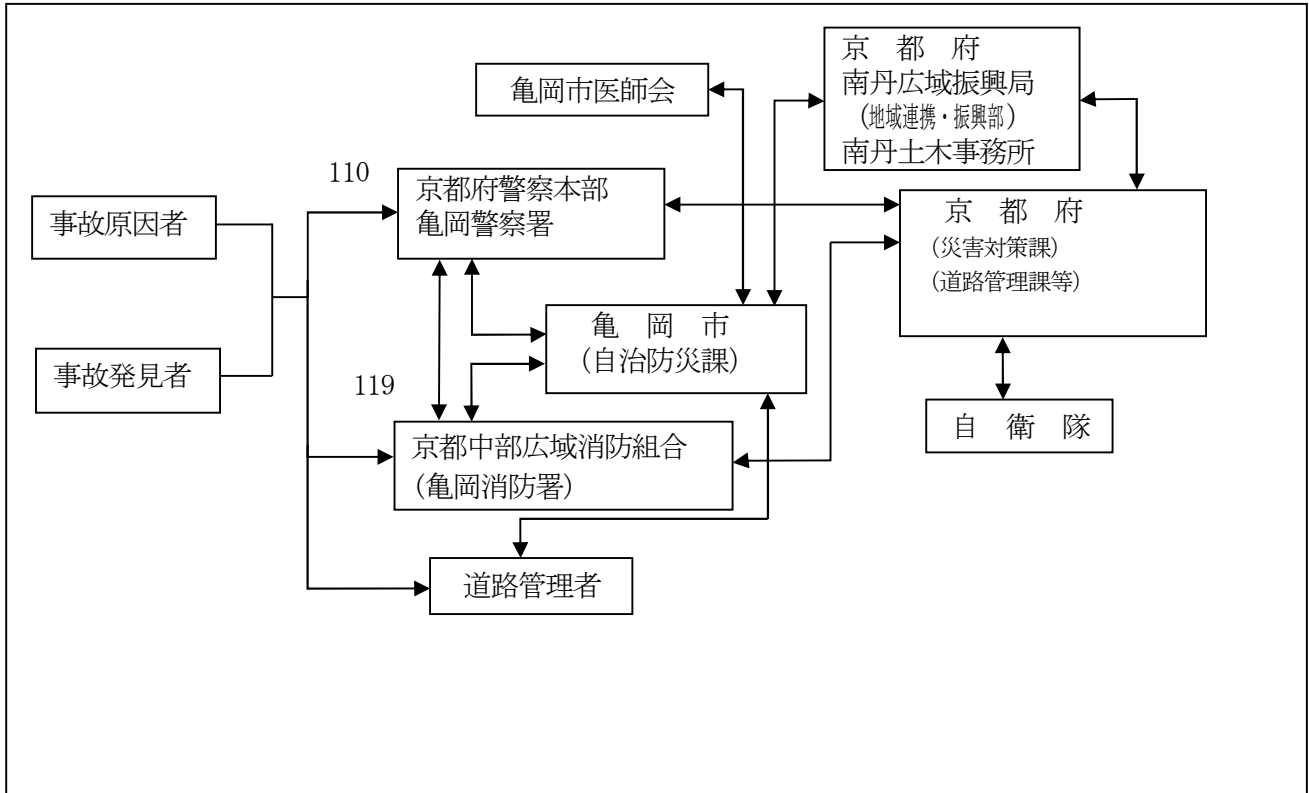 京 都 府
南丹広域振興局
(地域連携・振興部)
南丹土木事務所
亀岡市医師会
110
京都府警察本部
亀岡警察署
事故原因者
京 都 府
(災害対策課)
(道路管理課等)
亀 岡 市
(自治防災課)
事故発見者
119
自 衛 隊
京都中部広域消防組合
(亀岡消防署)
道路管理者